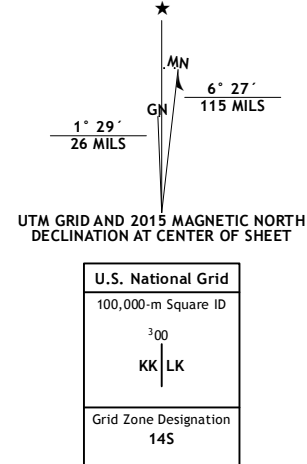 MN
GN
6° 27´
115 MILS
1° 29´
26 MILS
UTM GRID AND 2015 MAGNETIC NORTH
DECLINATION AT CENTER OF SHEET
U.S. National Grid
100,000-m Square ID
³00
KK LK
Grid Zone Designation
14S